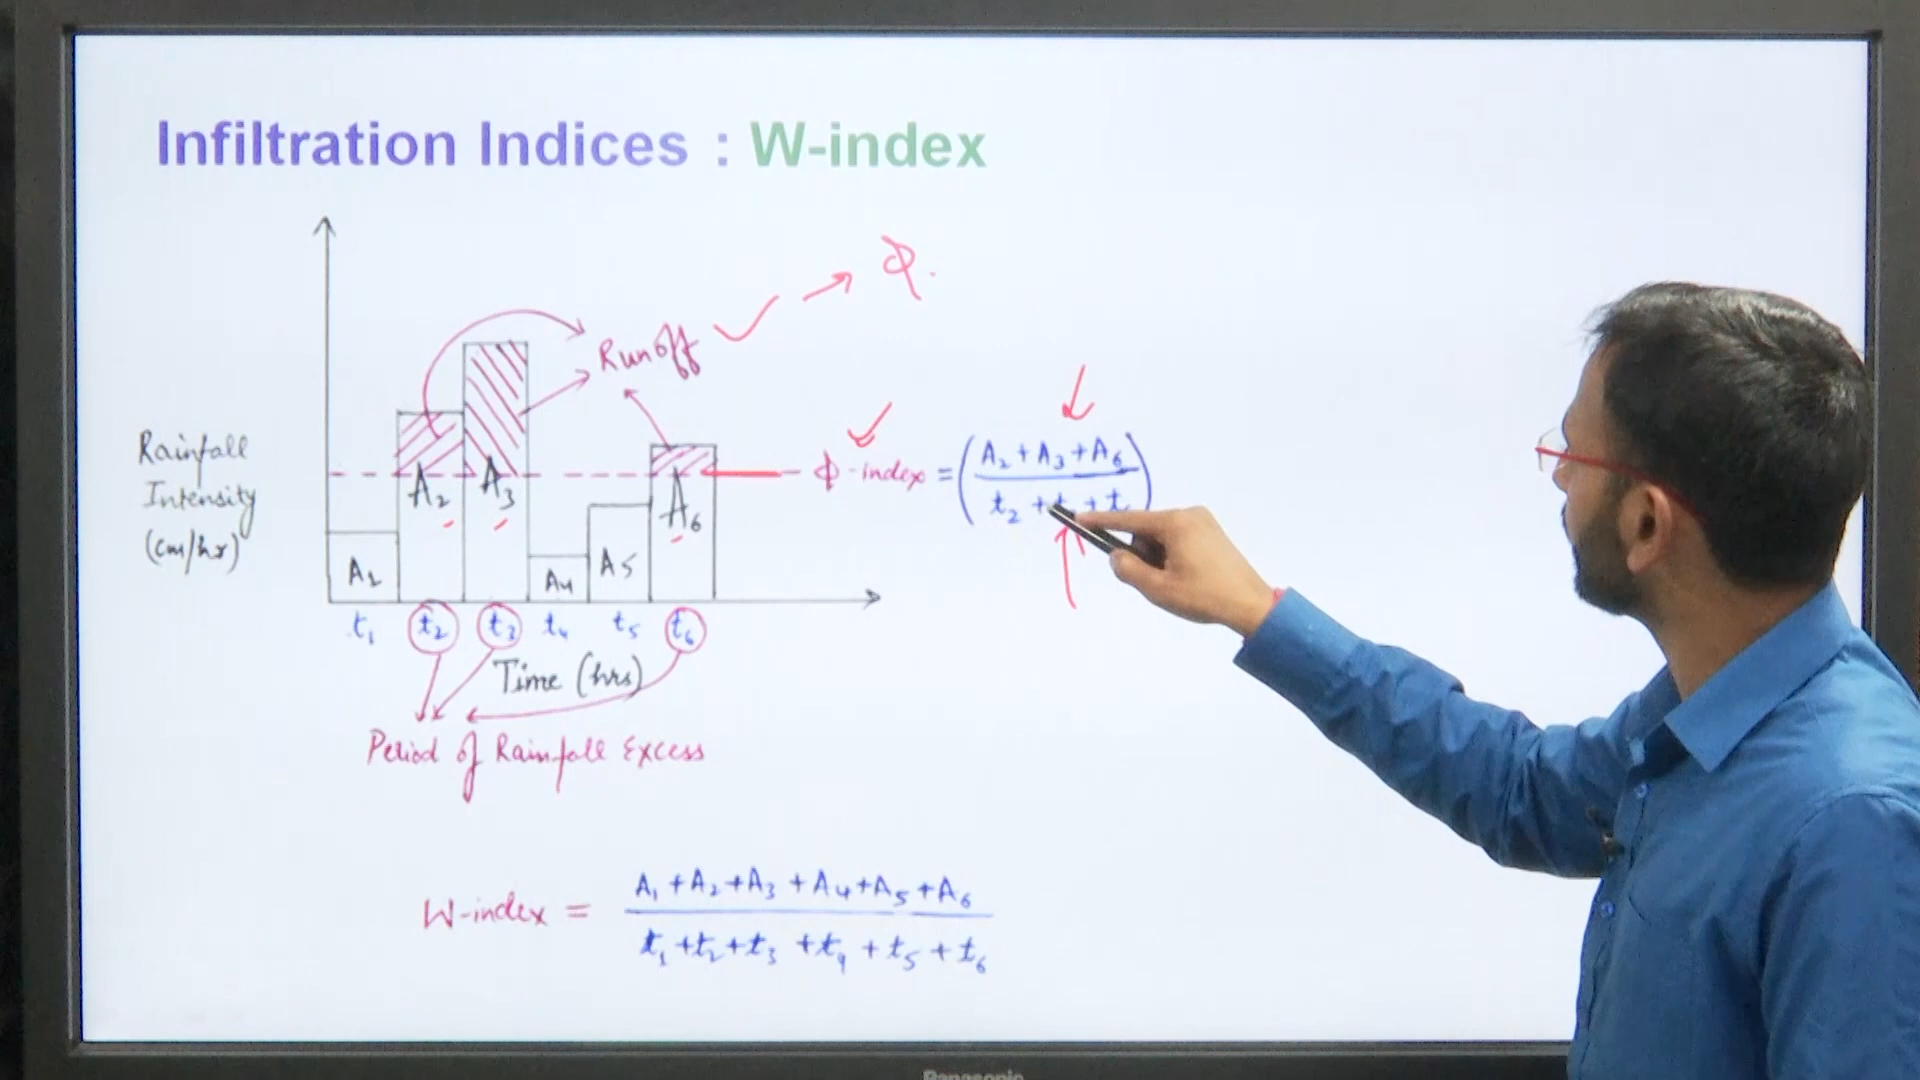 Infiltration Indices : W-index
Φ.
Runoff
Rainfall
Intensity
(cm/hr)
A2
A3
A6
A1
A4
A5
Φ-index = (A2 + A3 + A6
t2 + + t )
t1 t2 t3 t4 t5 t6
Time (hrs)
Period of Rainfall Excess
W-index = A1 + A2 + A3 + A4 + A5 + A6
t1 + t2 + t3 + t4 + t5 + t6
Panasonic